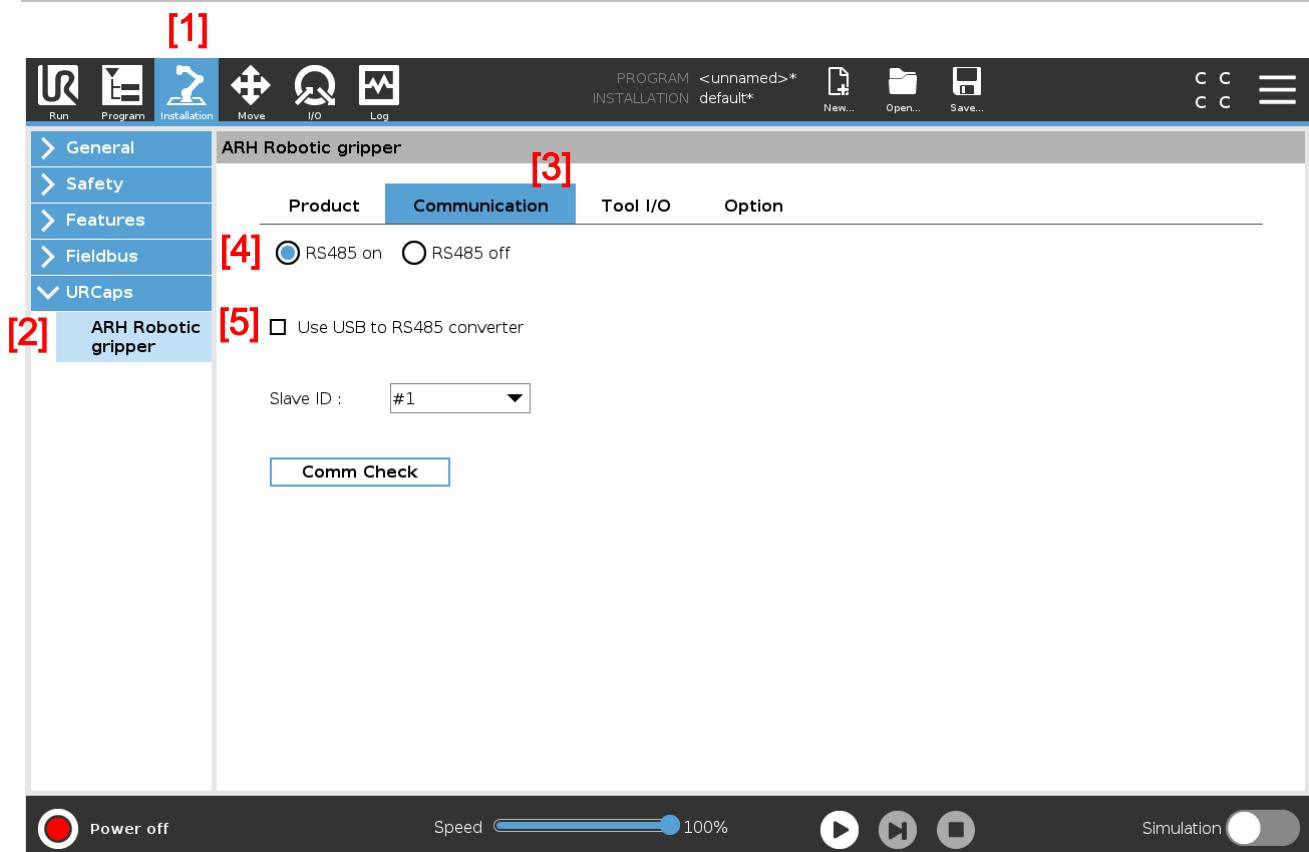 [1]
UR
PROGRAM <unnamed>*
INSTALLATION default*
C C
C C
Run Program Installation Move I/O Log New... Open... Save...
General
ARH Robotic gripper
[3]
Safety
Product Communication Tool I/O Option
Features
[4] RS485 on RS485 off
Fieldbus
URCaps
[2] ARH Robotic
gripper
[5] Use USB to RS485 converter
Slave ID : #1
Comm Check
Power off Speed 100% Simulation